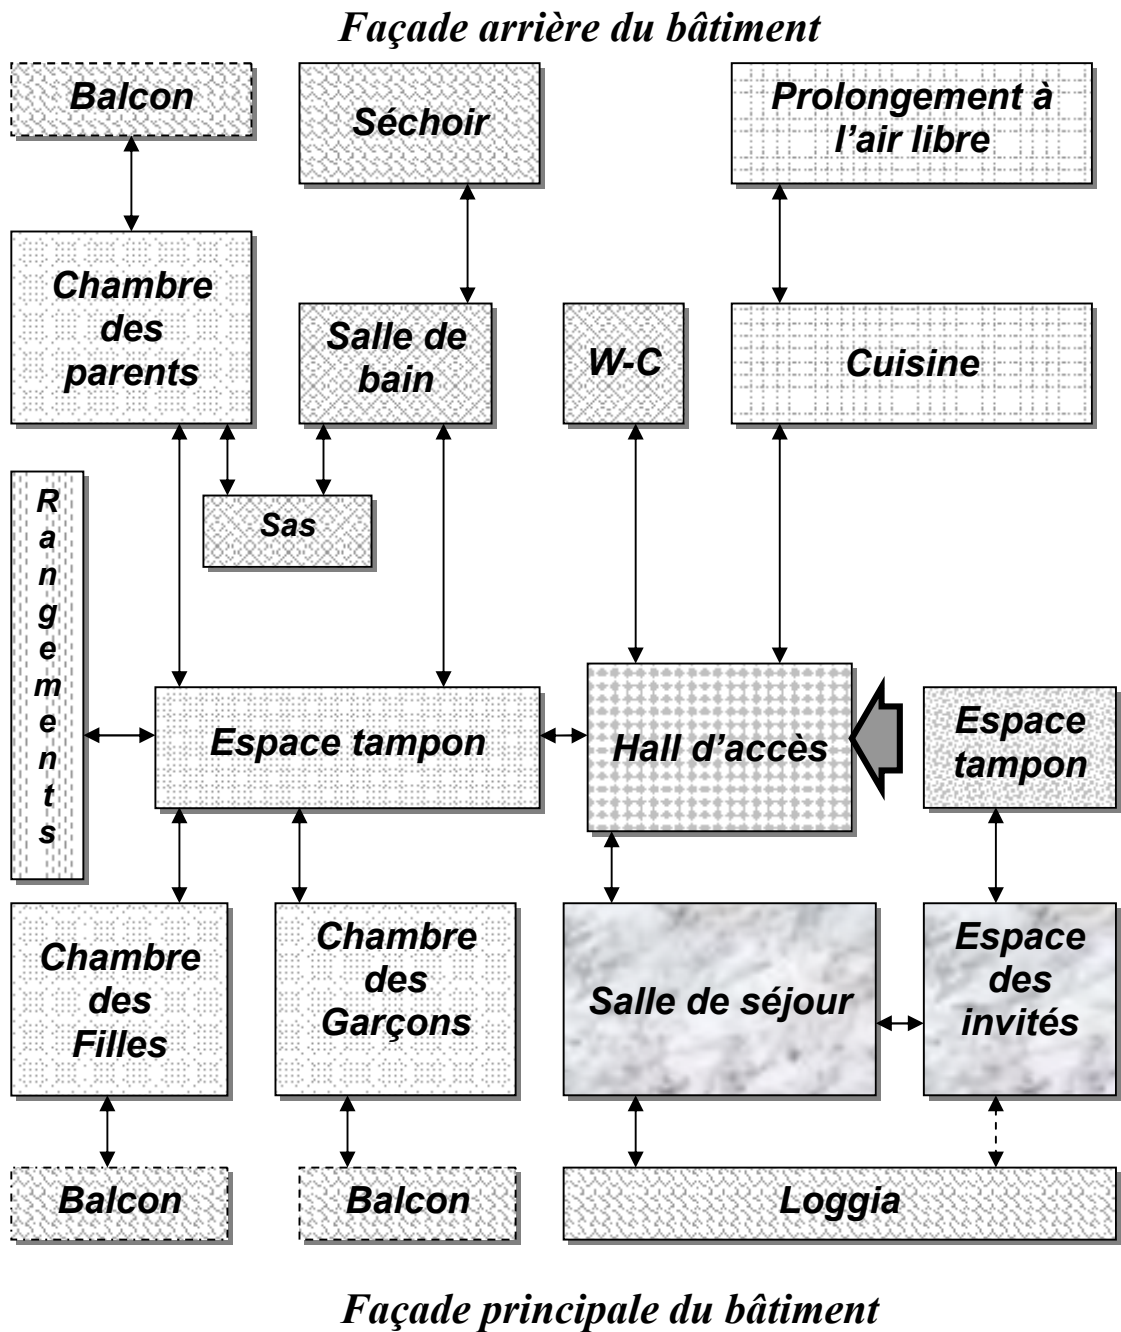 Façade arrière du bâtiment
Balcon
Séchoir
Prolongement à
l’air libre
Chambre
des
parents
Salle de
bain
W-C
Cuisine
Rangements
Sas
Espace tampon
Hall d’accès
Espace
tampon
Chambre
des
Filles
Chambre
des
Garçons
Salle de séjour
Espace
des
invités
Balcon
Balcon
Loggia
Façade principale du bâtiment